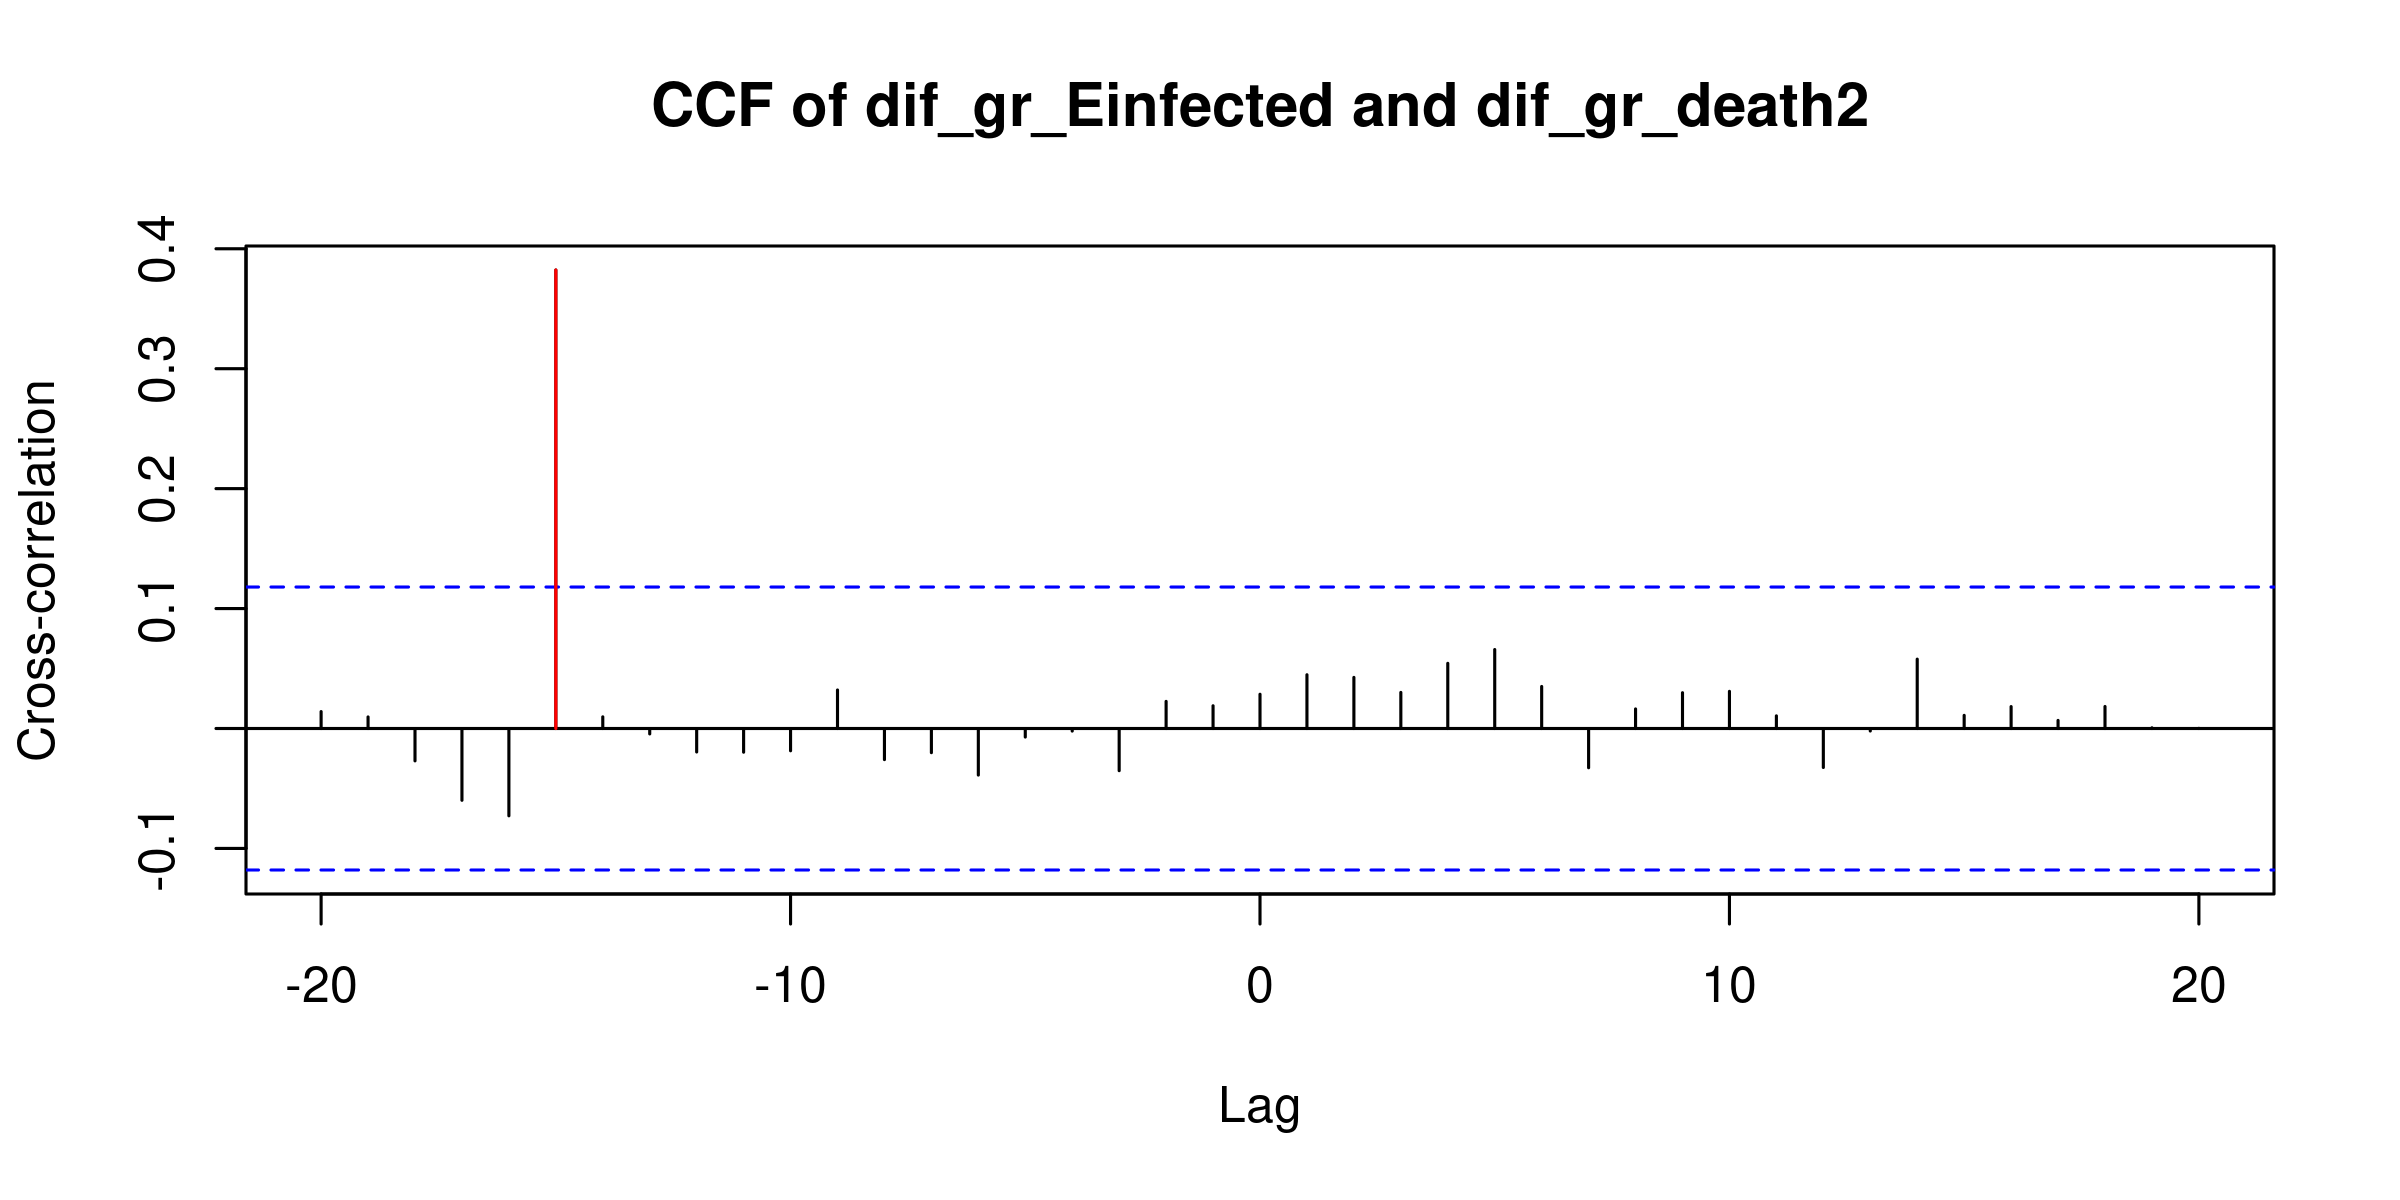 CCF of dif_gr_Einfected and dif_gr_death2
Cross-correlation
0.4
0.3
0.2
0.1
-0.1
-20 -10 0 10 20
Lag